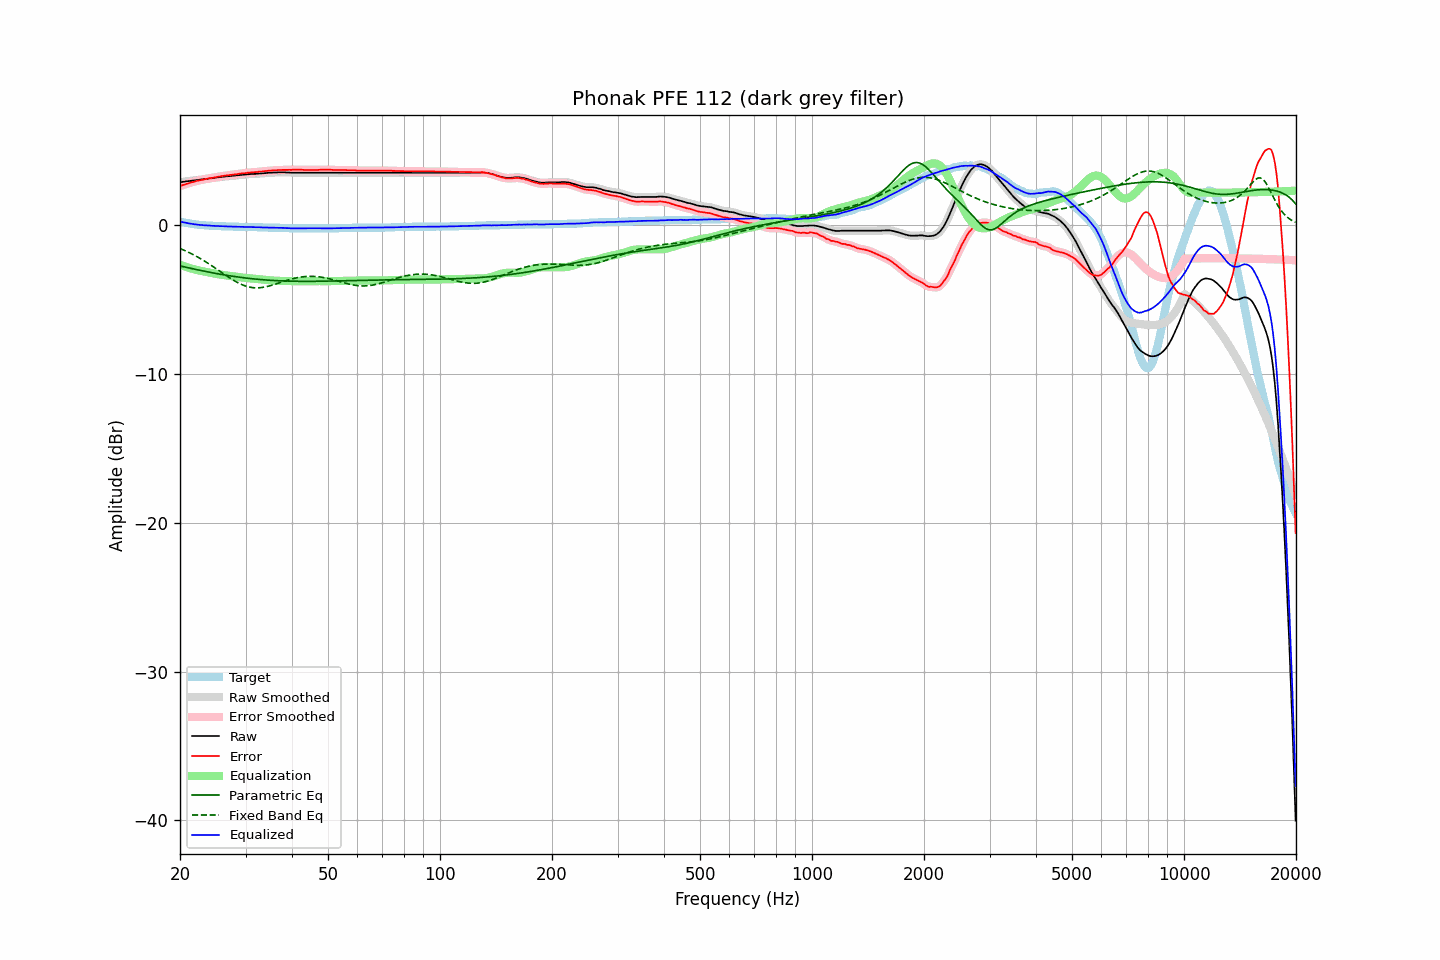 Phonak PFE 112 (dark grey filter)
Amplitude (dBr)
0
−10
−20
−30
−40
Target
Raw Smoothed
Error Smoothed
Raw
Error
Equalization
Parametric Eq
Fixed Band Eq
Equalized
20 50 100 200 500 1000 2000 5000 10000 20000
Frequency (Hz)